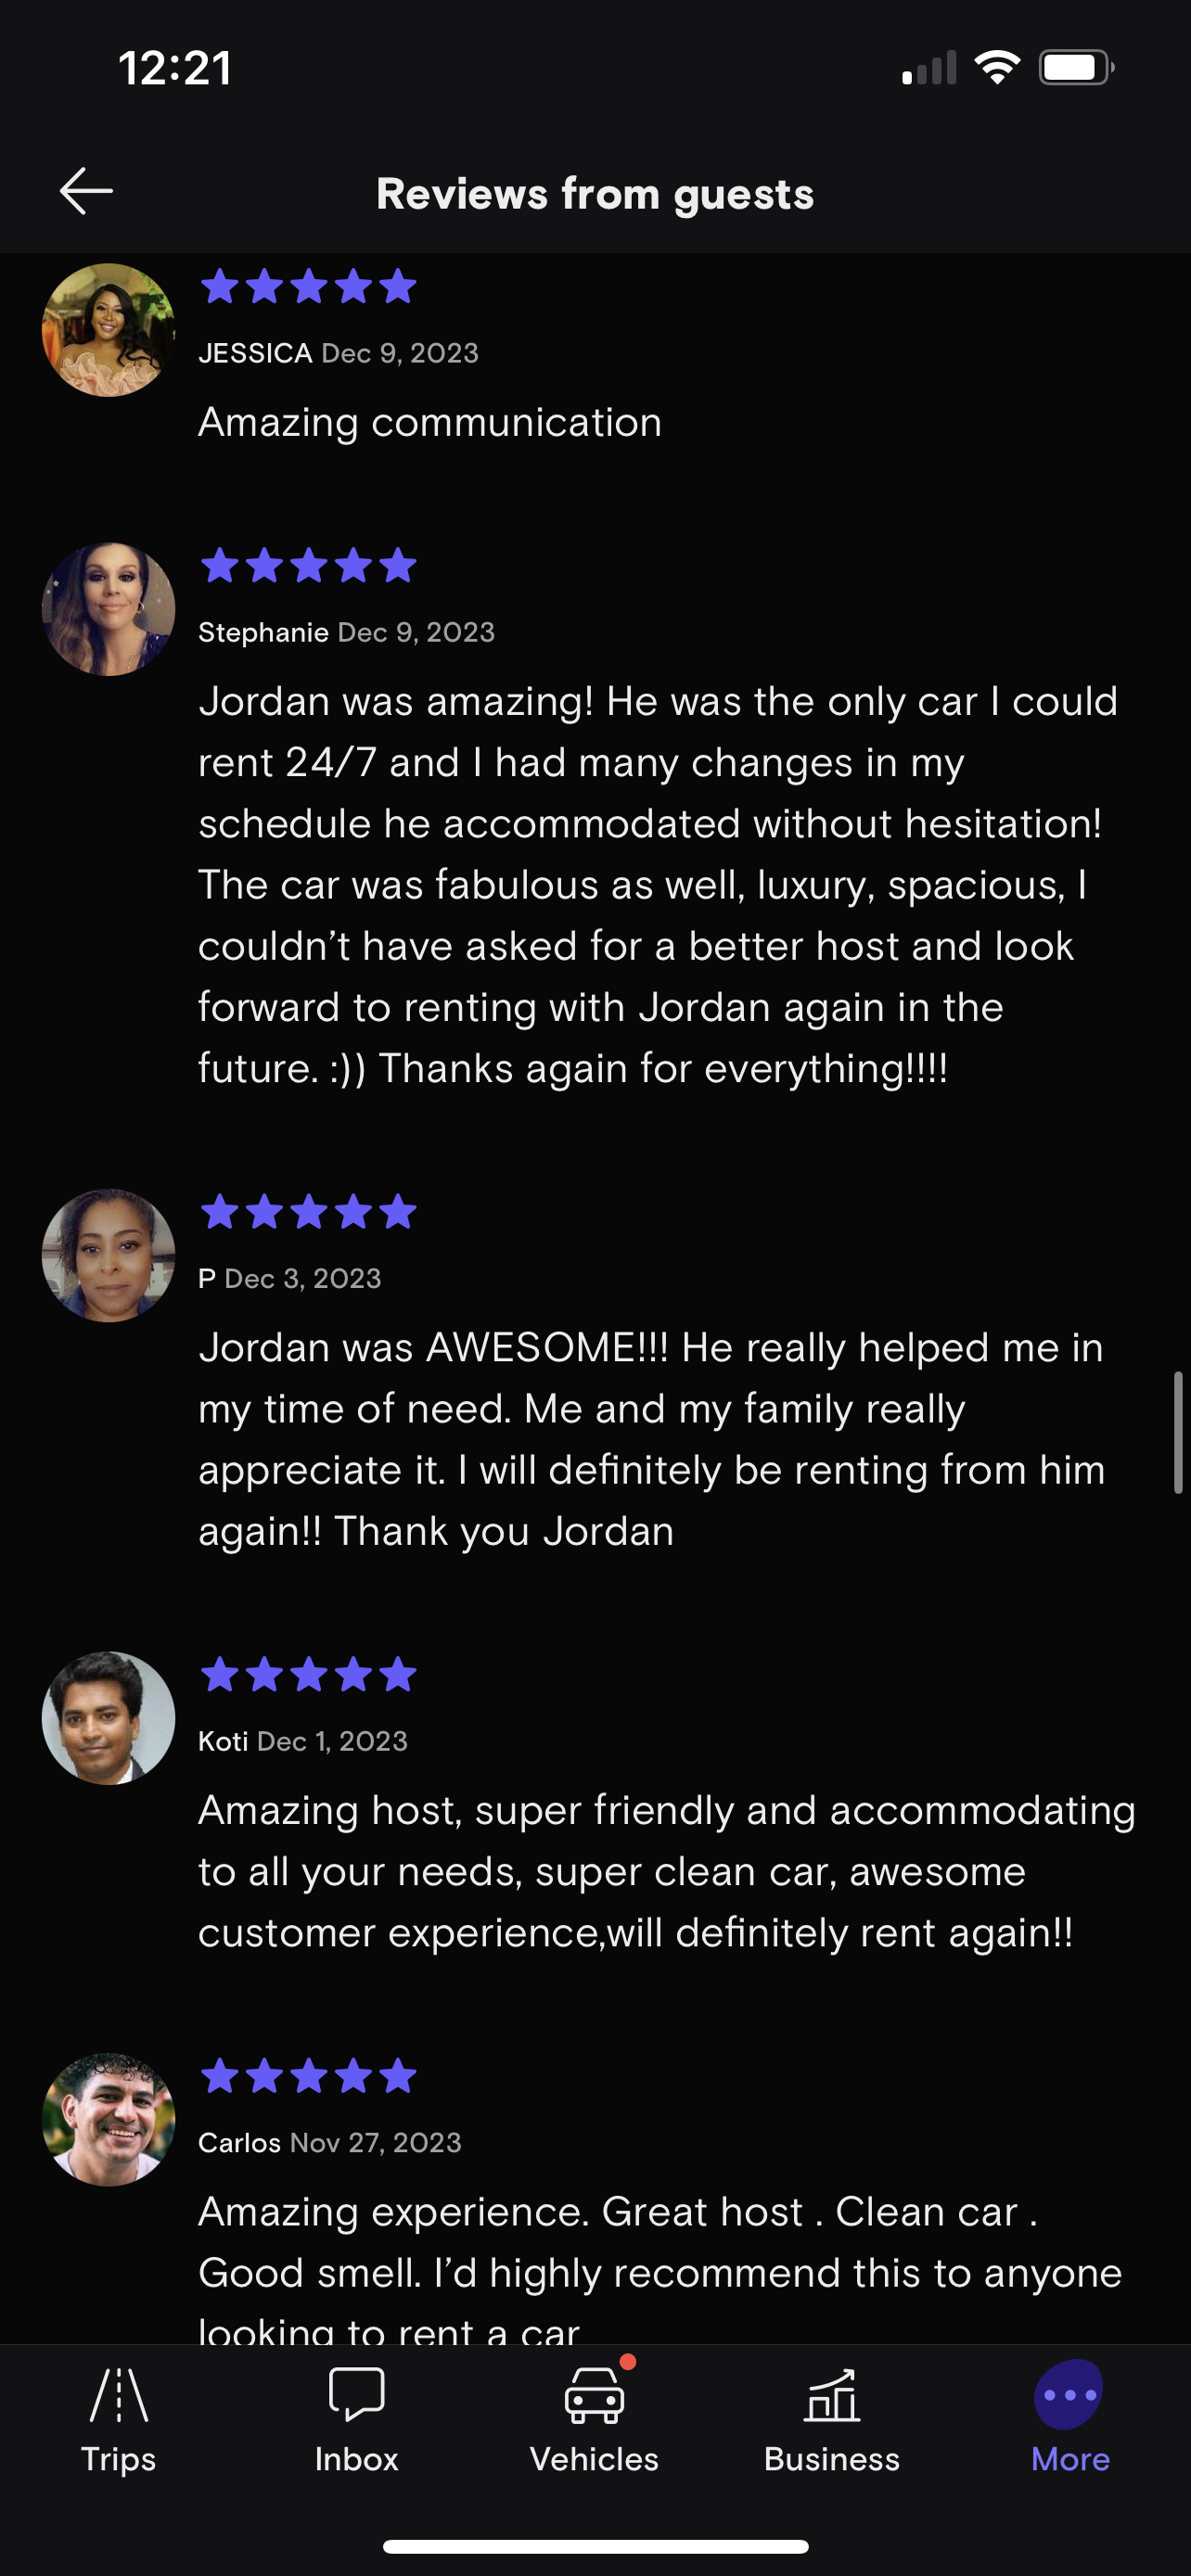 12:21
Reviews from guests
JESSICA Dec 9, 2023
Amazing communication
Stephanie Dec 9, 2023
Jordan was amazing! He was the only car I could
rent 24/7 and I had many changes in my
schedule he accommodated without hesitation!
The car was fabulous as well, luxury, spacious, I
couldn’t have asked for a better host and look
forward to renting with Jordan again in the
future. :)) Thanks again for everything!!!!
P Dec 3, 2023
Jordan was AWESOME!!! He really helped me in
my time of need. Me and my family really
appreciate it. I will definitely be renting from him
again!! Thank you Jordan
Koti Dec 1, 2023
Amazing host, super friendly and accommodating
to all your needs, super clean car, awesome
customer experience,will definitely rent again!!
Carlos Nov 27, 2023
Amazing experience. Great host . Clean car .
Good smell. I’d highly recommend this to anyone
looking to rent a car
Trips Inbox Vehicles Business More